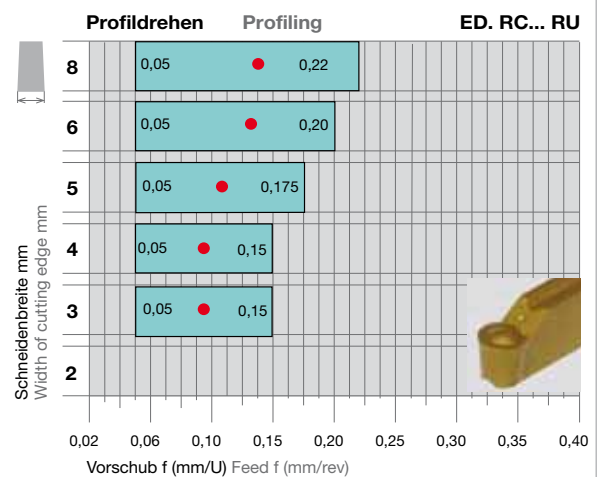 Profildrehen Profiling ED. RC... RU
8 0,05 0,22
6 0,05 0,20
5 0,05 0,175
4 0,05 0,15
3 0,05 0,15
2
Schneidenbreite mm
Width of cutting edge mm
0,02 0,06 0,10 0,15 0,20 0,25 0,30 0,35 0,40
Vorschub f (mm/U) Feed f (mm/rev)